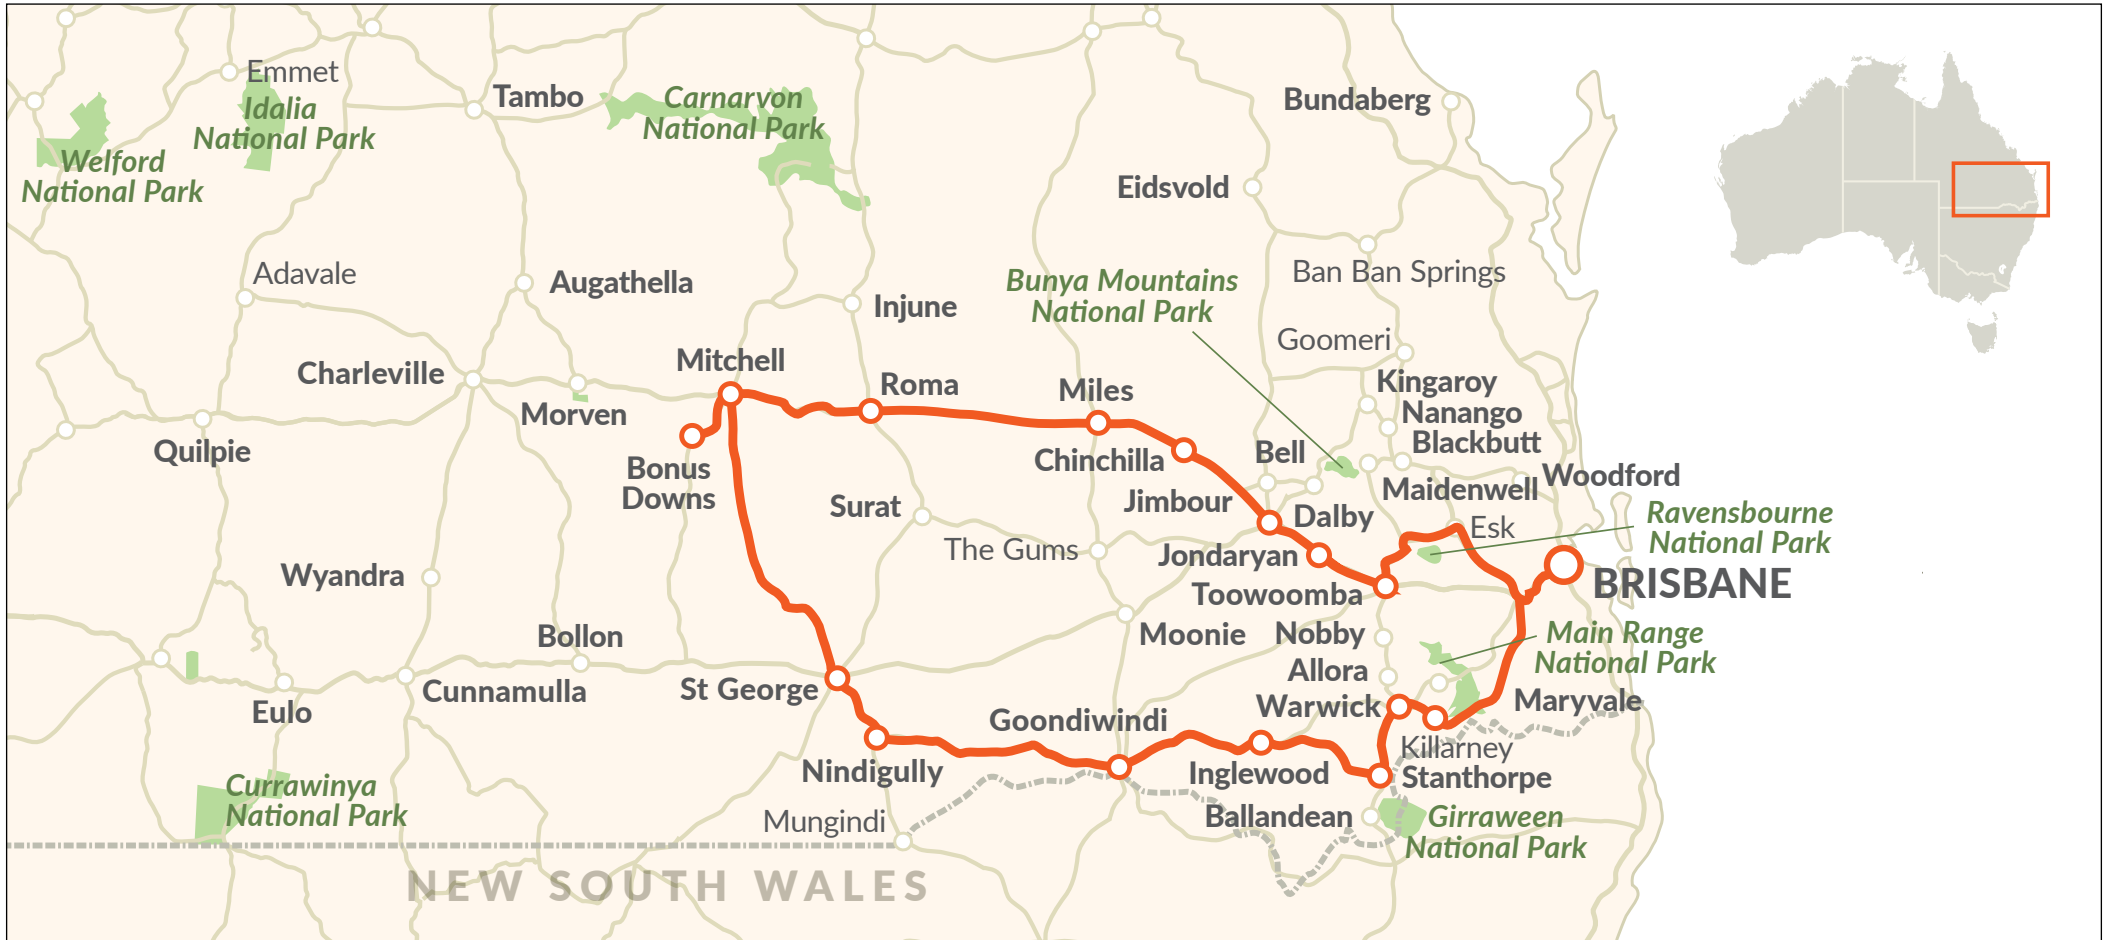 Emmet
Idalia
National Park
Tambo
Carnarvon
National Park
Bundaberg
Welford
National Park
Eidsvold
Adavale
Augathella
Injune
Bunya Mountains
National Park
Ban Ban Springs
Goomeri
Charleville
Mitchell
Roma
Miles
Kingaroy
Nanango
Blackbutt
Morven
Quilpie
Bonus
Downs
Chinchilla
Bell
Woodford
Maidenwell
Surat
Jimbour
Dalby
Esk
Ravensbourne
National Park
The Gums
Jondaryan
BRISBANE
Wyandra
Toowoomba
Bollon
Moonie
Nobby
Main Range
National Park
Allora
Cunnamulla
St George
Eulo
Goondiwindi
Warwick
Maryvale
Killarney
Nindigully
Inglewood
Stanthorpe
Currawinya
National Park
Mungindi
Ballandean
Girraween
National Park
NEW SOUTH WALES